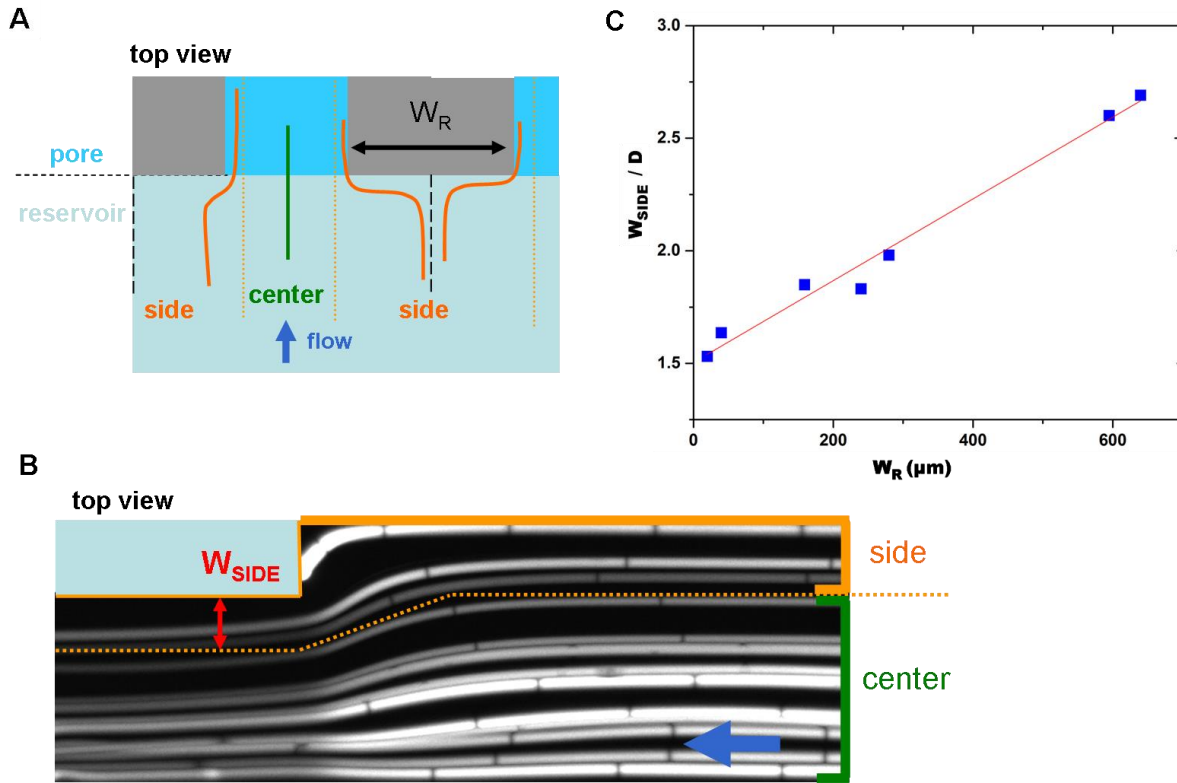 A
top view
W_R
pore
reservoir
side
center
side
flow
B
top view
W_SIDE
side
center
C
W_SIDE / D
3.0
2.5
2.0
1.5
0
200
400
600
W_R (µm)